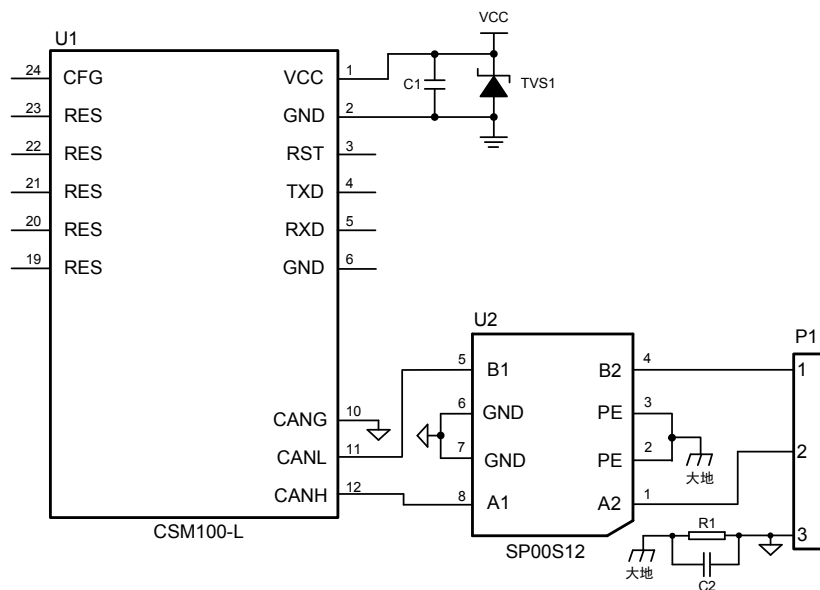 VCC
U1
24 CFG VCC 1
C1 TVS1
23 RES GND 2
22 RES RST 3
21 RES TXD 4
20 RES RXD 5
19 RES GND 6
U2
P1
5 B1 B2 4 1
6 GND PE 3
CANG 10
7 GND PE 2 2
CANL 11
大地
CANH 12
8 A1 A2 1
R1 3
CSM100-L
SP00S12
大地
C2